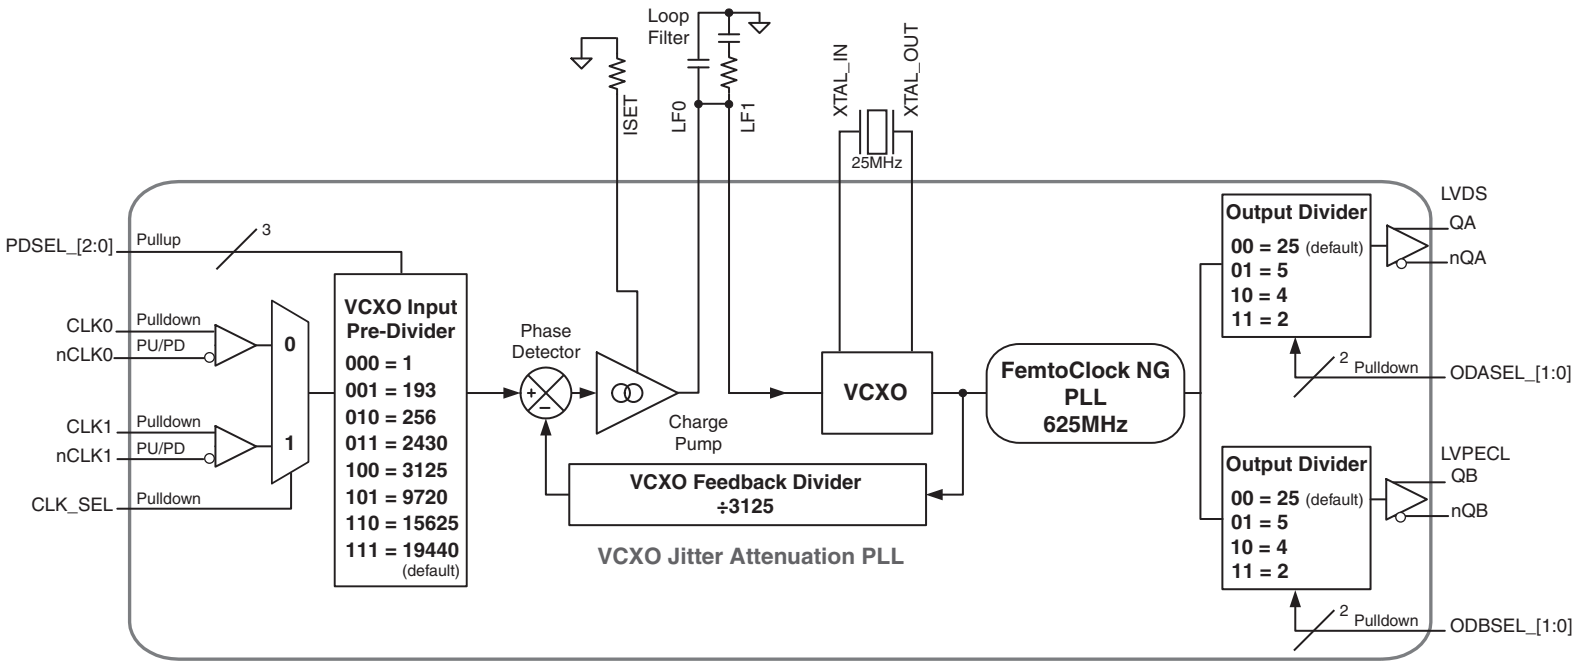 Loop
Filter
ISET
LF0
LF1
XTAL_IN
XTAL_OUT
25MHz
PDSEL_[2:0]
Pullup
3
CLK0
Pulldown
nCLK0
PU/PD
0
CLK1
Pulldown
nCLK1
PU/PD
1
CLK_SEL
Pulldown
VCXO Input
Pre-Divider
000 = 1
001 = 193
010 = 256
011 = 2430
100 = 3125
101 = 9720
110 = 15625
111 = 19440
(default)
Phase
Detector
+
–
Charge
Pump
VCXO
VCXO Feedback Divider
÷3125
VCXO Jitter Attenuation PLL
FemtoClock NG
PLL
625MHz
Output Divider
00 = 25 (default)
01 = 5
10 = 4
11 = 2
LVDS
QA
nQA
2
Pulldown
ODASEL_[1:0]
Output Divider
00 = 25 (default)
01 = 5
10 = 4
11 = 2
LVPECL
QB
nQB
2
Pulldown
ODBSEL_[1:0]